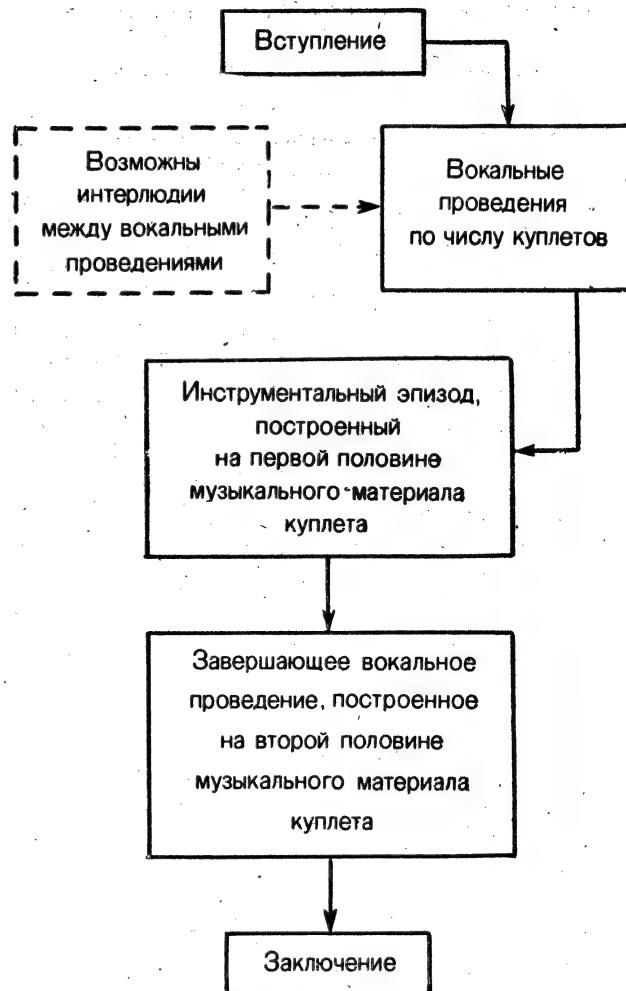 Вступление
Возможны
интерлюдии
между вокальными
проведениями
Вокальные
проведения
по числу куплетов
Инструментальный эпизод,
построенный
на первой половине
музыкального материала
куплета
Завершающее вокальное
проведение, построенное
на второй половине
музыкального материала
куплета
Заключение